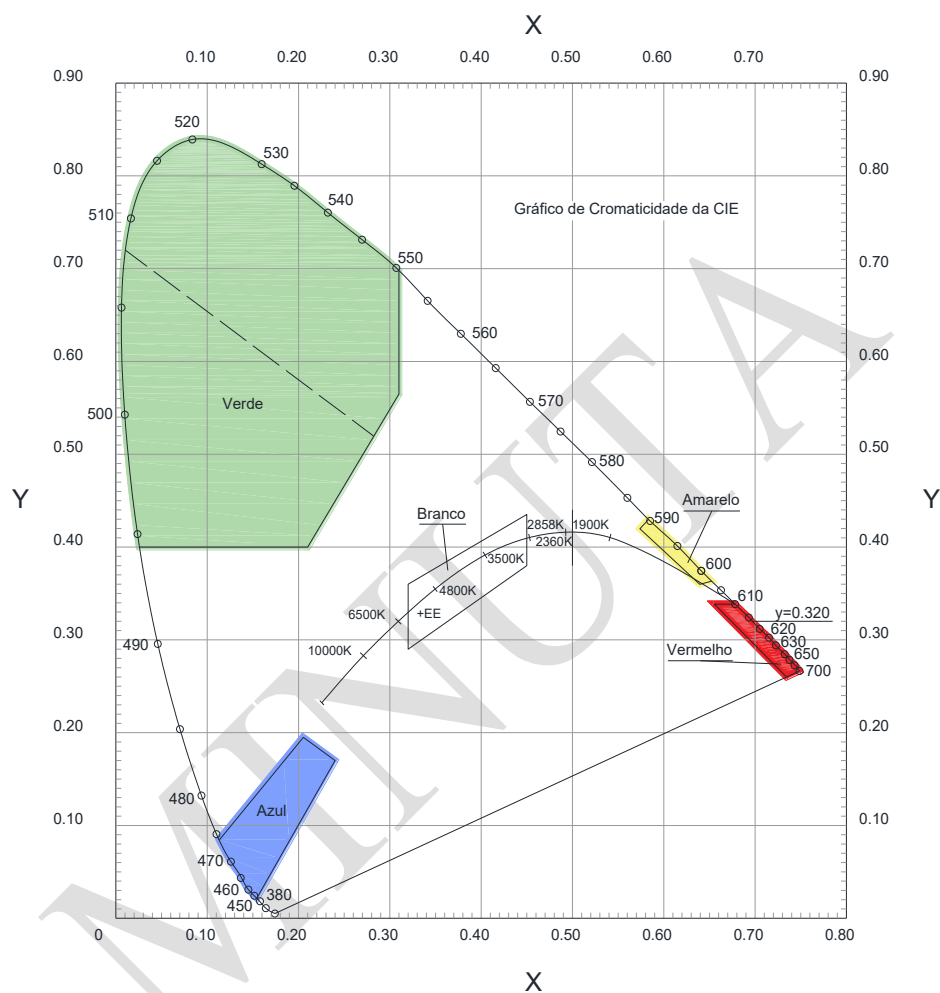 X
0.10 0.20 0.30 0.40 0.50 0.60 0.70
0.90 0.90
520
530
0.80 0.80
540
510
Gráfico de Cromaticidade da CIE
0.70 0.70
550
560
0.60 0.60
570
Verde
500
580
0.50 0.50
Y Y
Amarelo
Branco
590
2858K 1900K
2360K
0.40 0.40
3500K
600
4800K
610
6500K
+EE
y=0.320
620
0.30 0.30
490
630
10000K
Vermelho
650
700
0.20 0.20
480
Azul
0.10 0.10
470
460
380
450
0 0.10 0.20 0.30 0.40 0.50 0.60 0.70 0.80
X
MINUTA